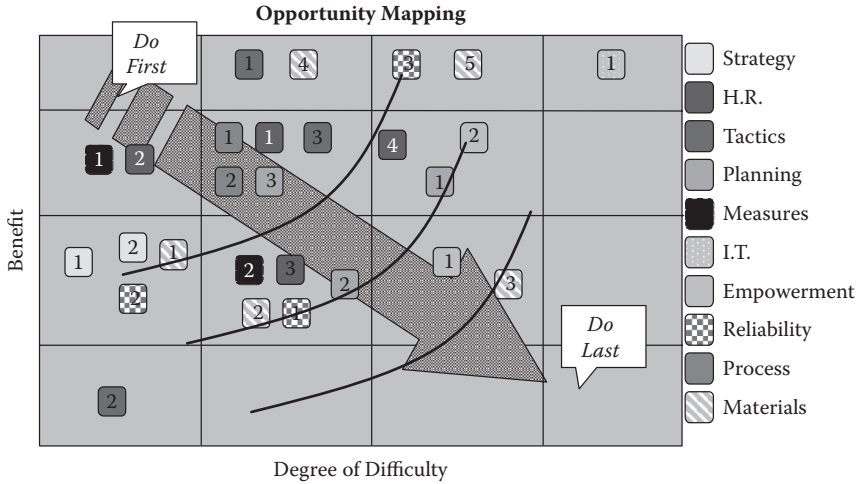 Opportunity Mapping
Do
First
1 4 3 5 1
1 1 3 4 2
1 2
2 3 1
1 2 1 2 3 2 1
2 2 1 3
2
Do
Last
Benefit
Degree of Difficulty
Strategy
H.R.
Tactics
Planning
Measures
I.T.
Empowerment
Reliability
Process
Materials